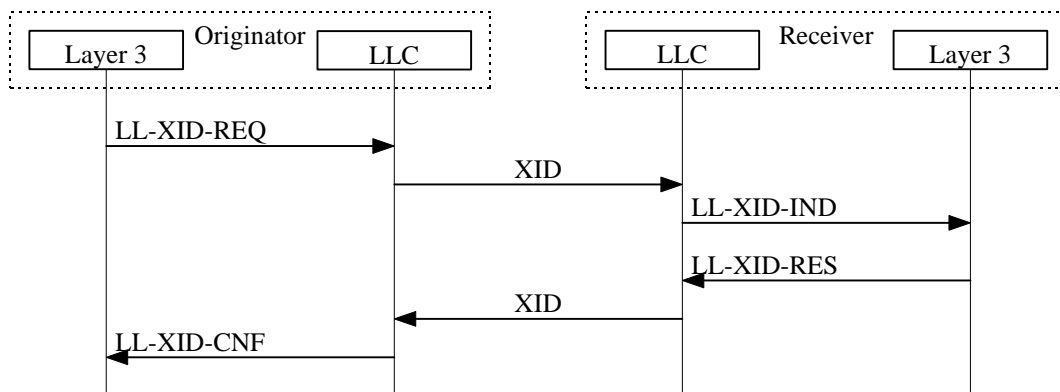 Originator
Receiver
Layer 3
LLC
LLC
Layer 3
LL-XID-REQ
XID
LL-XID-IND
LL-XID-RES
XID
LL-XID-CNF